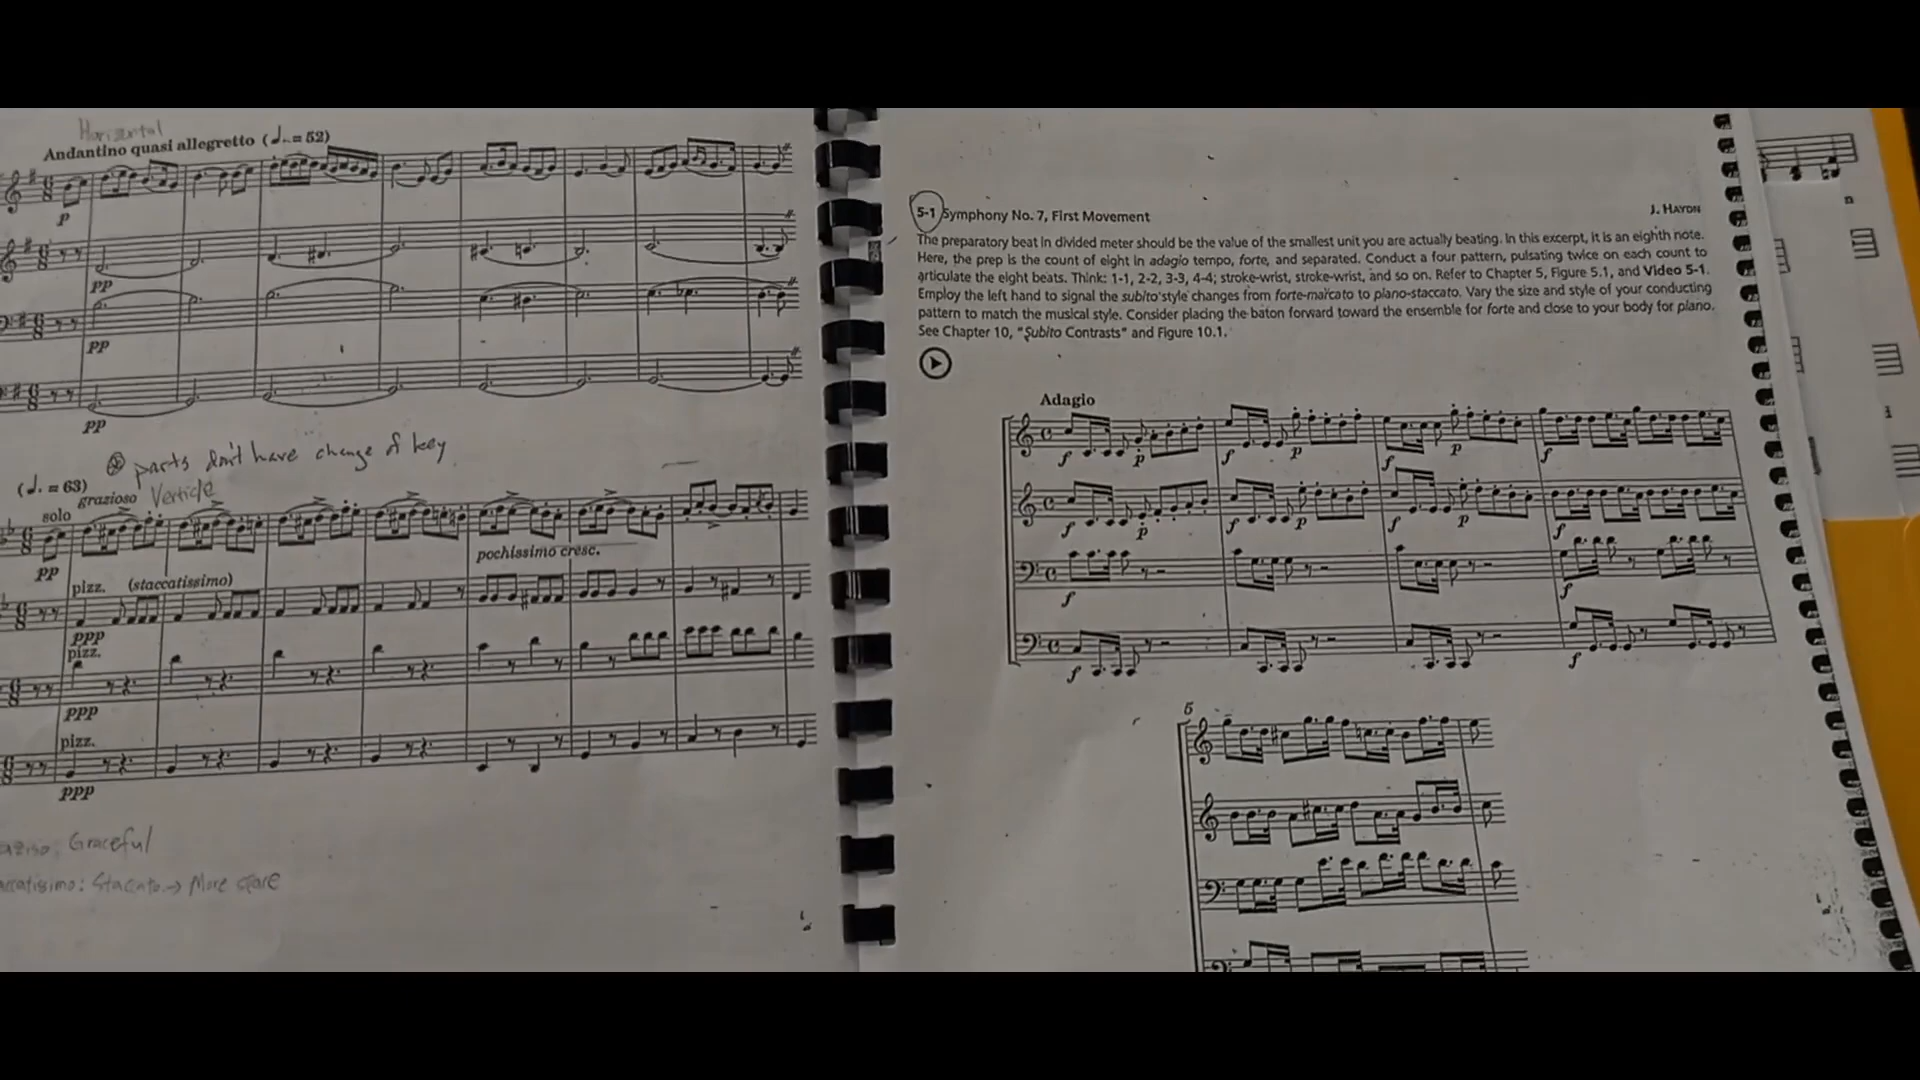 Horizontal
Andantino quasi allegretto (♩. = 52)
p
pp
pp
pp
parts don't have change of key
(♩. = 63)
grazioso Verticle
solo
pp
pochissimo cresc.
pizz. (staccatissimo)
ppp
pizz.
ppp
pizz.
ppp
Graceful
Staccato → More
5-1 Symphony No. 7, First Movement
J. HAYDN
The preparatory beat in divided meter should be the value of the smallest unit you are actually beating. In this excerpt, it is an eighth note.
Here, the prep is the count of eight in adagio tempo, forte, and separated. Conduct a four pattern, pulsating twice on each count to
articulate the eight beats. Think: 1-1, 2-2, 3-3, 4-4; stroke-wrist, stroke-wrist, and so on. Refer to Chapter 5, Figure 5.1, and Video 5-1.
Employ the left hand to signal the subito style changes from forte-marcato to piano-staccato. Vary the size and style of your conducting
pattern to match the musical style. Consider placing the baton forward toward the ensemble for forte and close to your body for piano.
See Chapter 10, "Subito Contrasts" and Figure 10.1.
Adagio
f p f p f p f
f p f p f p f
f f
f f
5